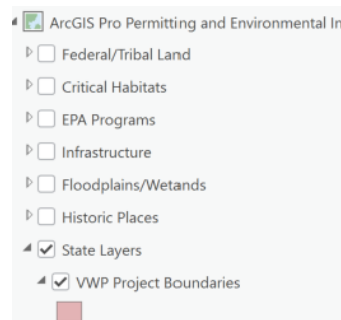 ArcGIS Pro Permitting and Environmental In
Federal/Tribal Land
Critical Habitats
EPA Programs
Infrastructure
Floodplains/Wetands
Historic Places
State Layers
VWP Project Boundaries